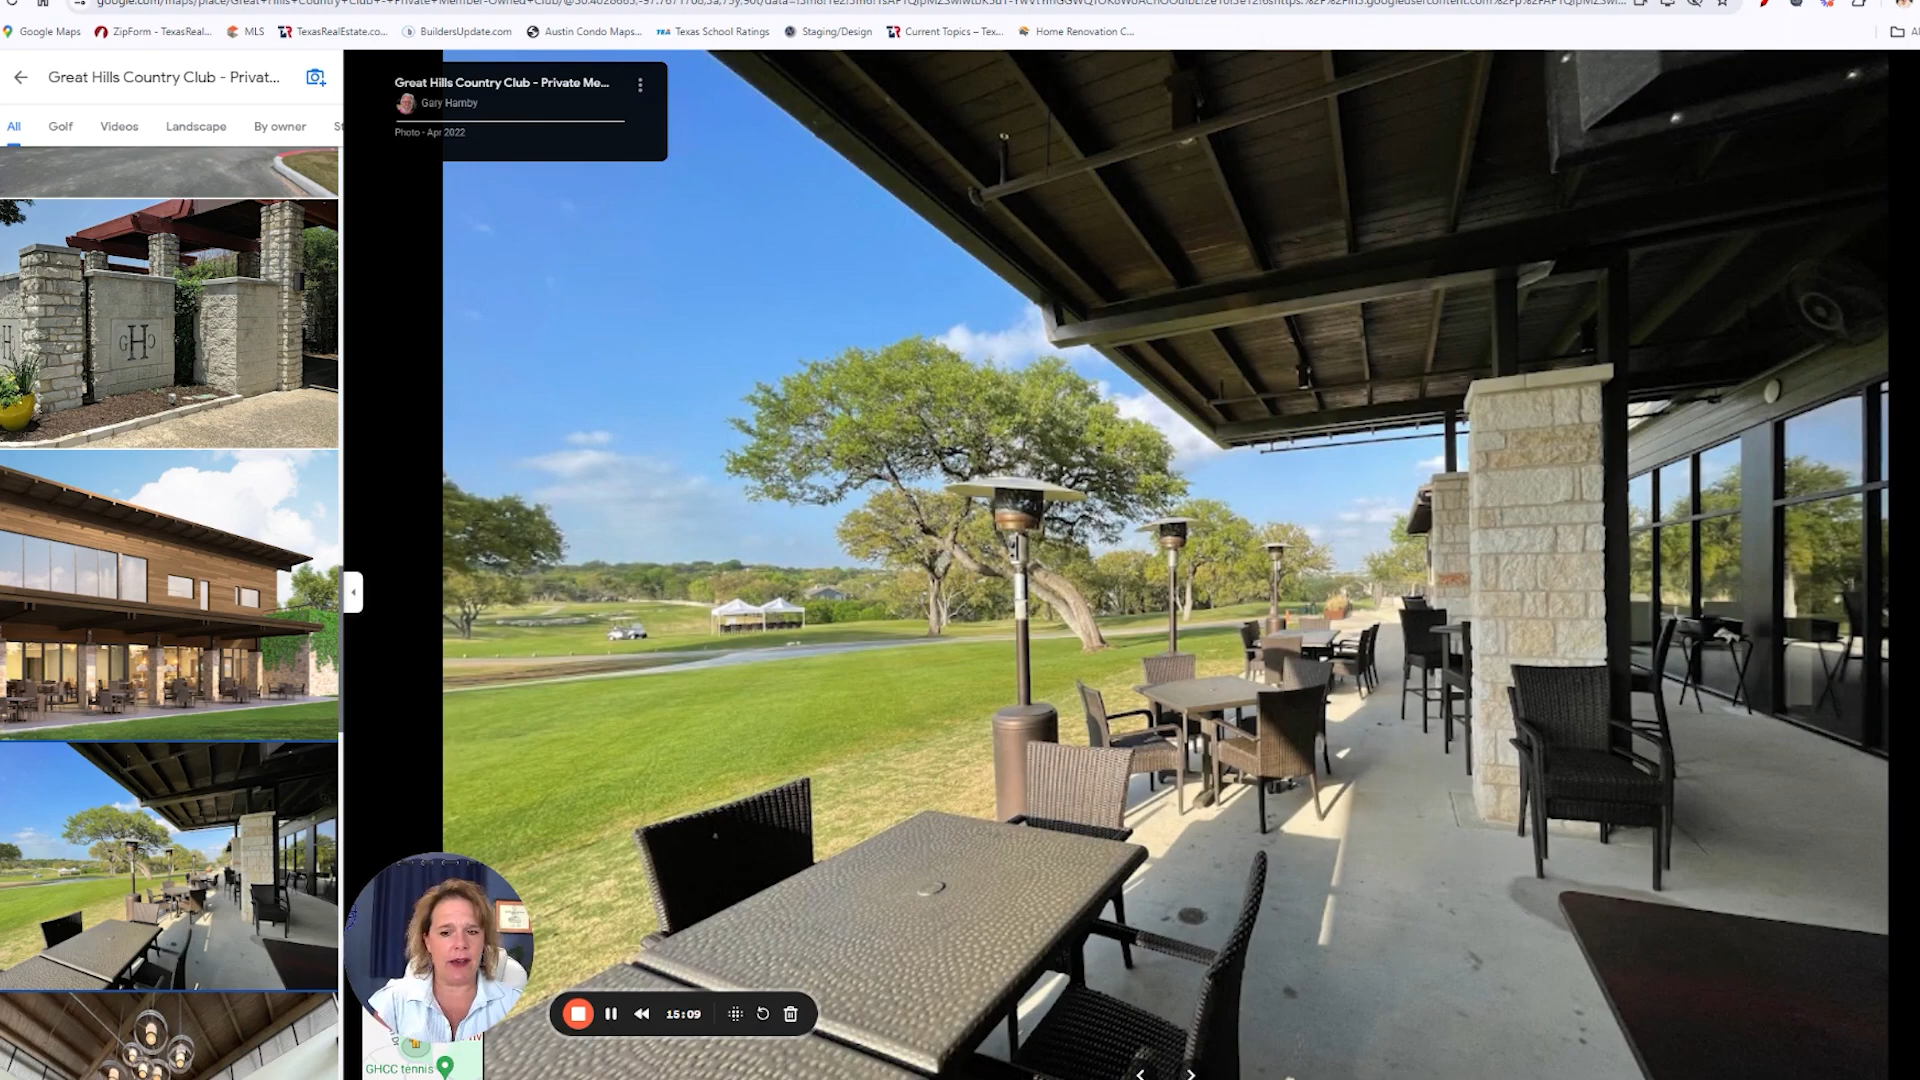 Google Maps
ZipForm - TexasReal...
MLS
TexasRealEstate.co...
BuildersUpdate.com
Austin Condo Maps...
TEA Texas School Ratings
Staging/Design
Current Topics – Tex...
Home Renovation C...
Great Hills Country Club - Privat...
All
Golf
Videos
Landscape
By owner
Great Hills Country Club - Private Me...
Gary Hamby
Photo - Apr 2022
GHC
15:09
GHCC tennis